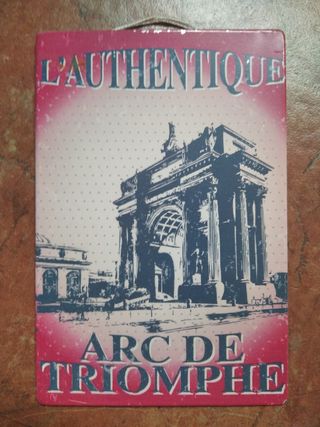 L'AUTHENTIQUE
ARC DE
TRIOMPHE